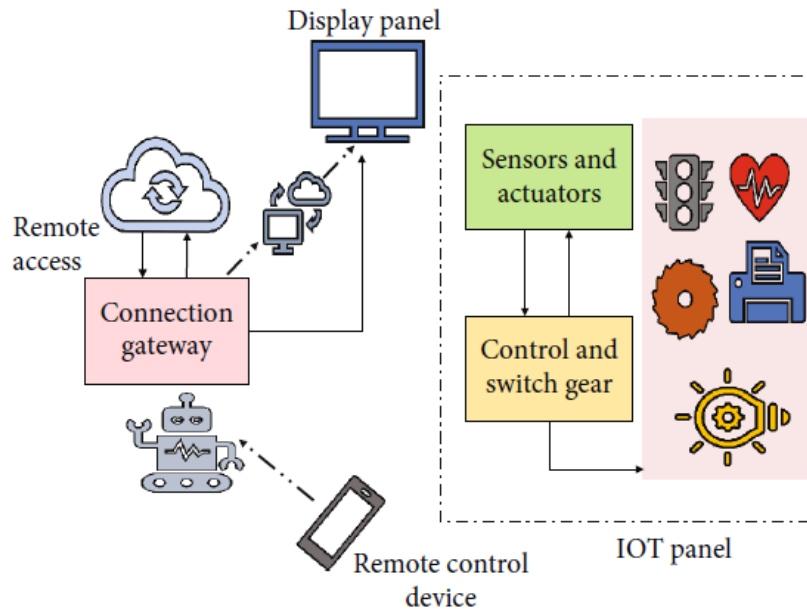 Display panel
Remote
access
Connection
gateway
Remote control
device
Sensors and
actuators
Control and
switch gear
IOT panel